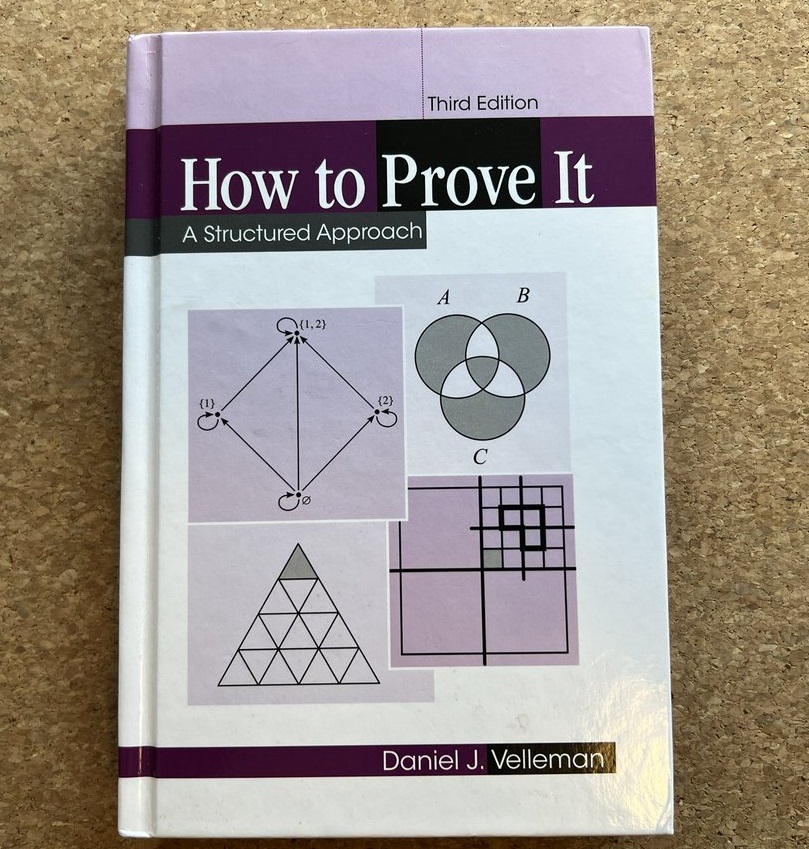 Third Edition
How to Prove It
A Structured Approach
{1, 2}
{1}
{2}
∅
A B
C
Daniel J. Velleman